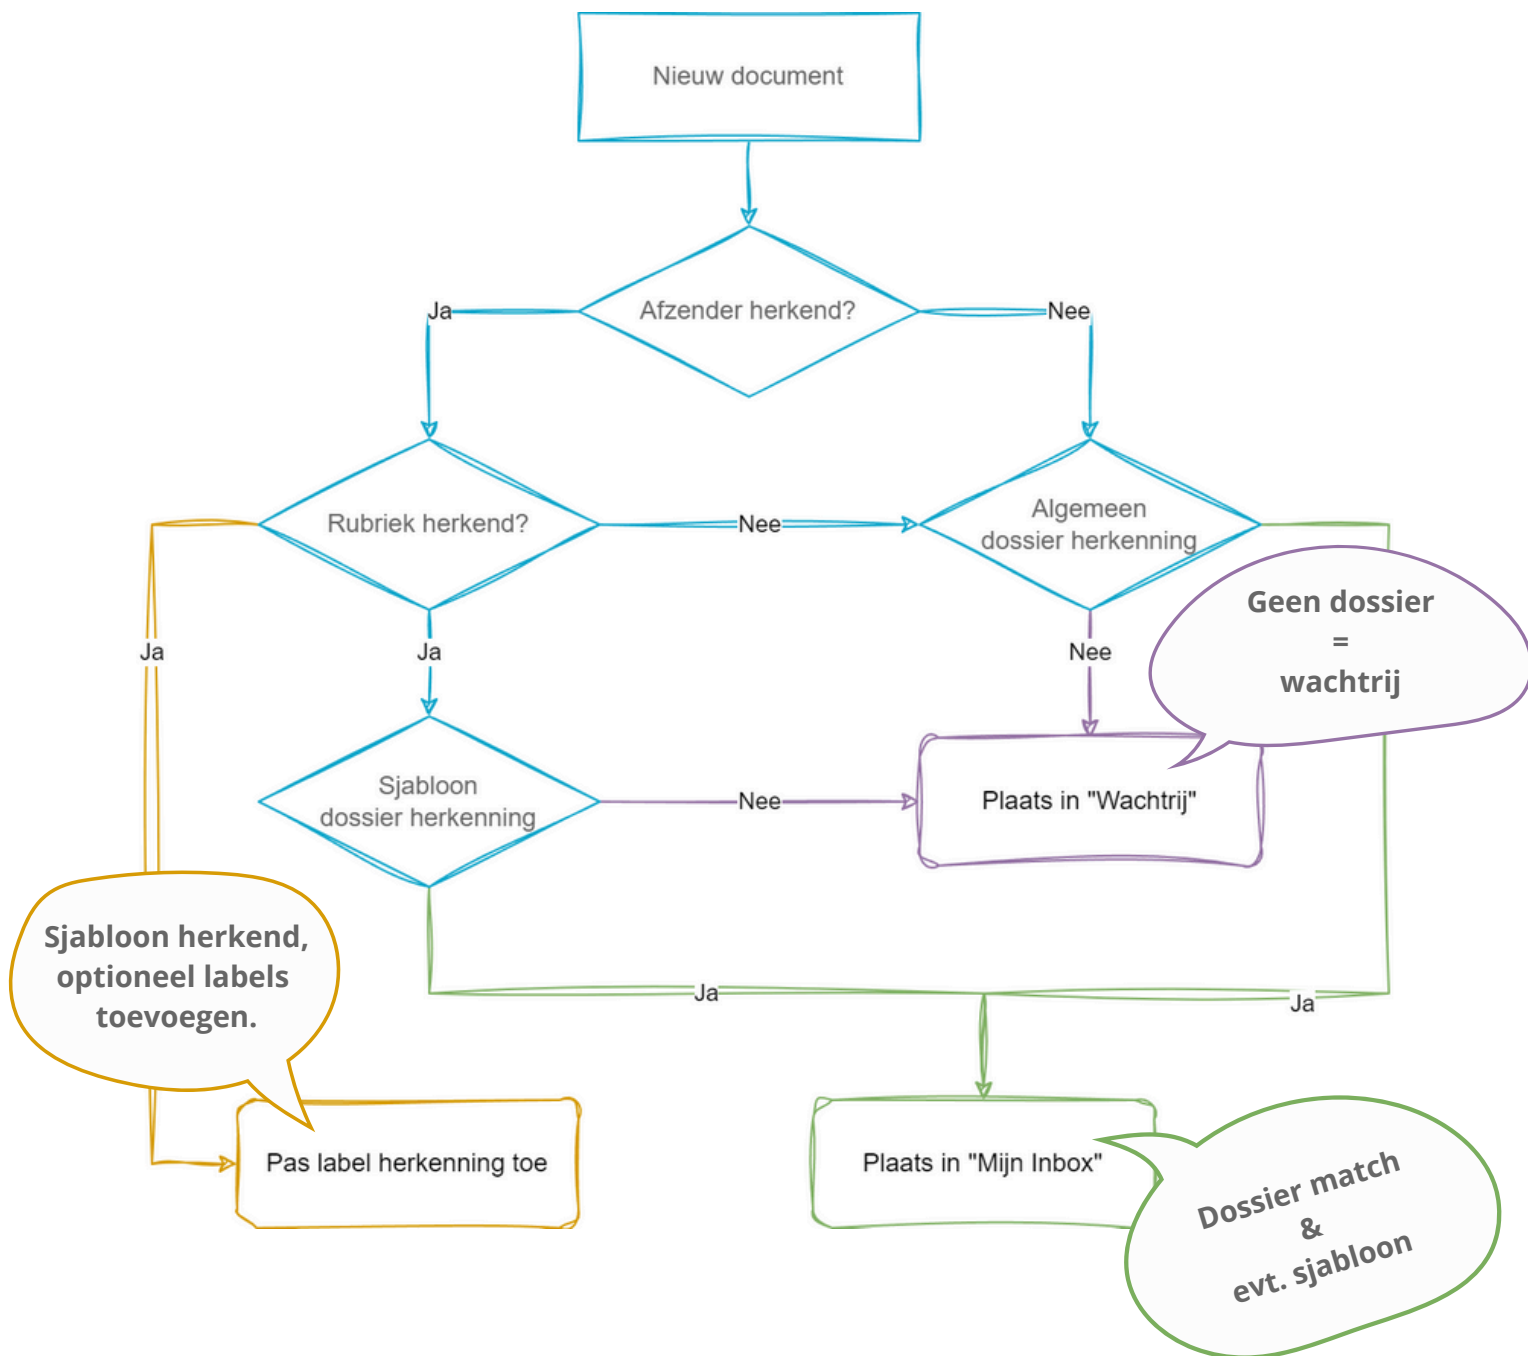 Nieuw document
Afzender herkend?
Ja
Nee
Rubriek herkend?
Nee
Algemeen
dossier herkenning
Geen dossier
=
wachtrij
Ja
Ja
Nee
Sjabloon
dossier herkenning
Nee
Plaats in "Wachtrij"
Sjabloon herkend,
optioneel labels
toevoegen.
Ja
Ja
Pas label herkenning toe
Plaats in "Mijn Inbox"
Dossier match
&
evt. sjabloon